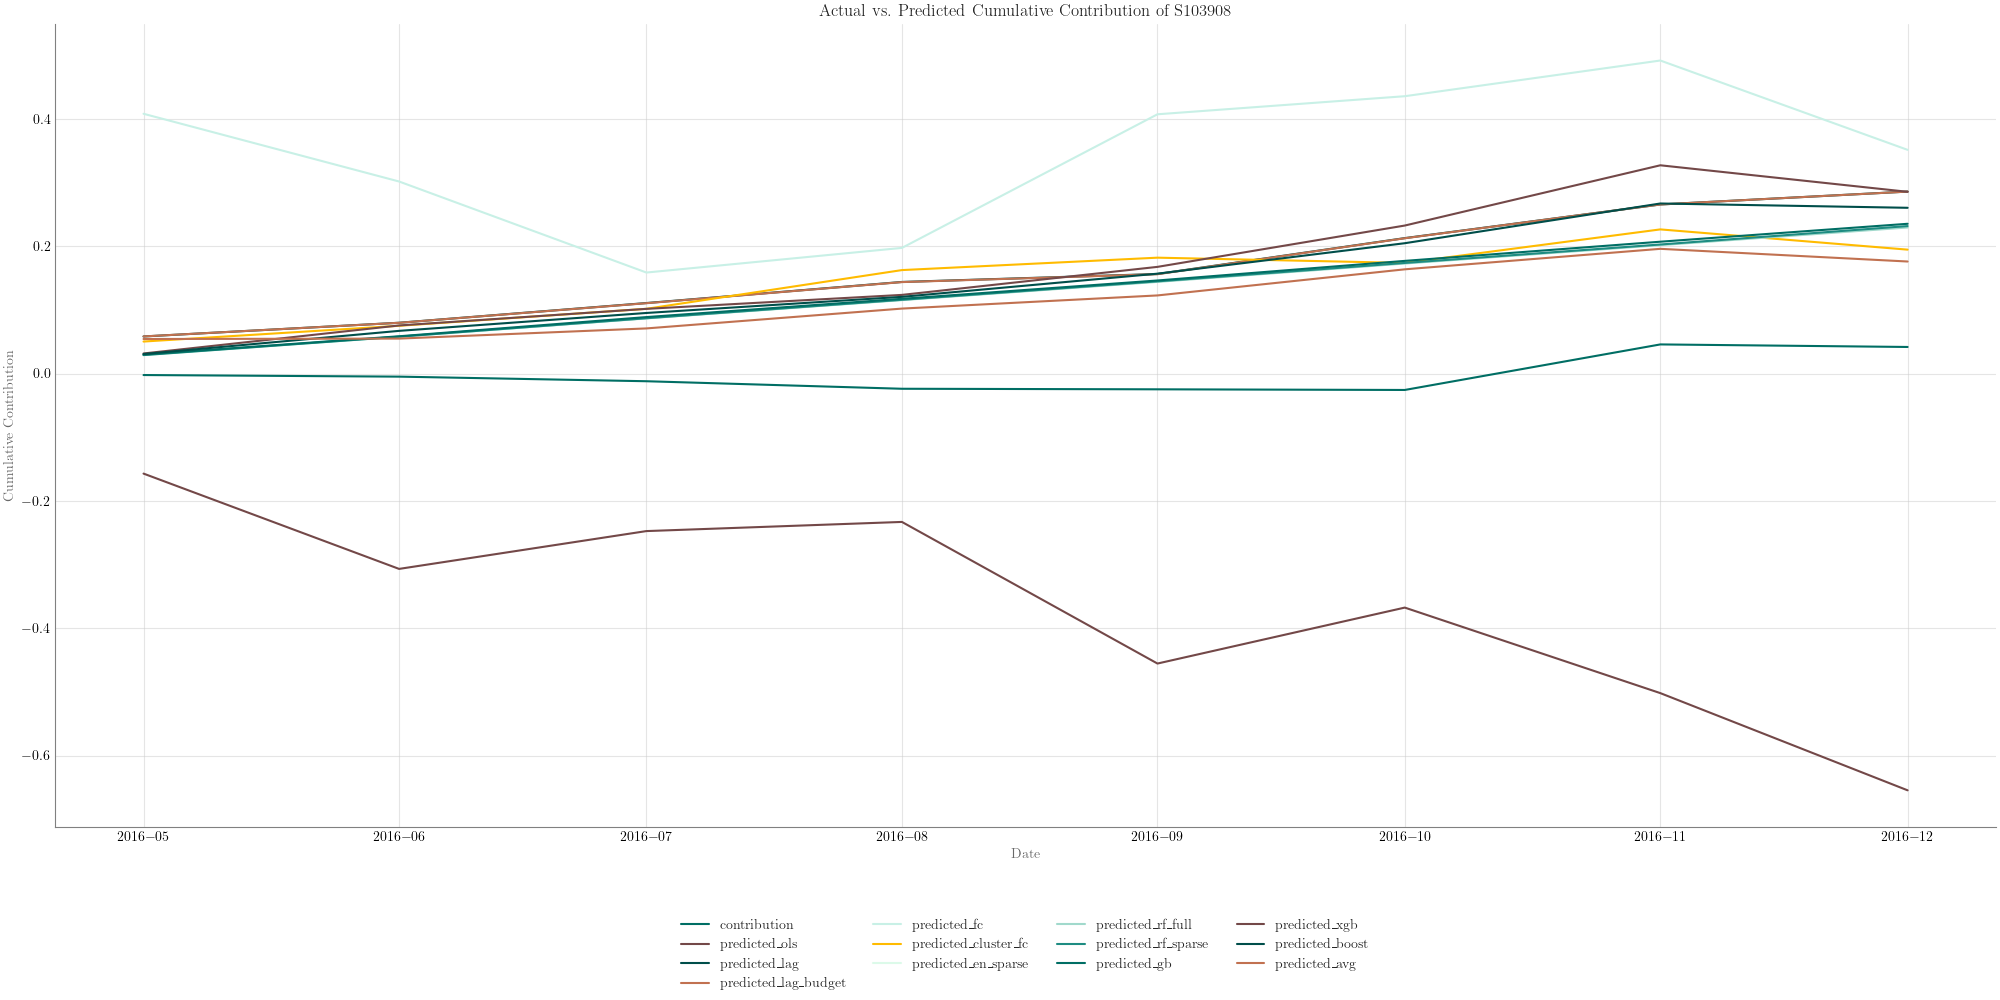 Actual vs. Predicted Cumulative Contribution of S103908
Cumulative Contribution
0.4
0.2
0.0
−0.2
−0.4
−0.6
2016−05 2016−06 2016−07 2016−08 2016−09 2016−10 2016−11 2016−12
Date
contribution predicted_fc predicted_rf_full predicted_xgb
predicted_ols predicted_cluster_fc predicted_rf_sparse predicted_boost
predicted_lag predicted_en_sparse predicted_gb predicted_avg
predicted_lag_budget